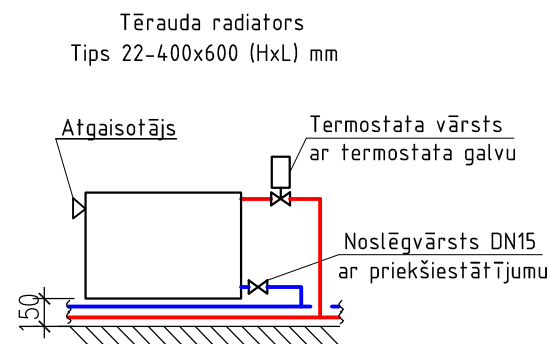 Tērauda radiators
Tips 22-400x600 (HxL) mm
Atgaisotājs
Termostata vārsts
ar termostata galvu
Noslēgvārsts DN15
ar priekšiestātījumu
150